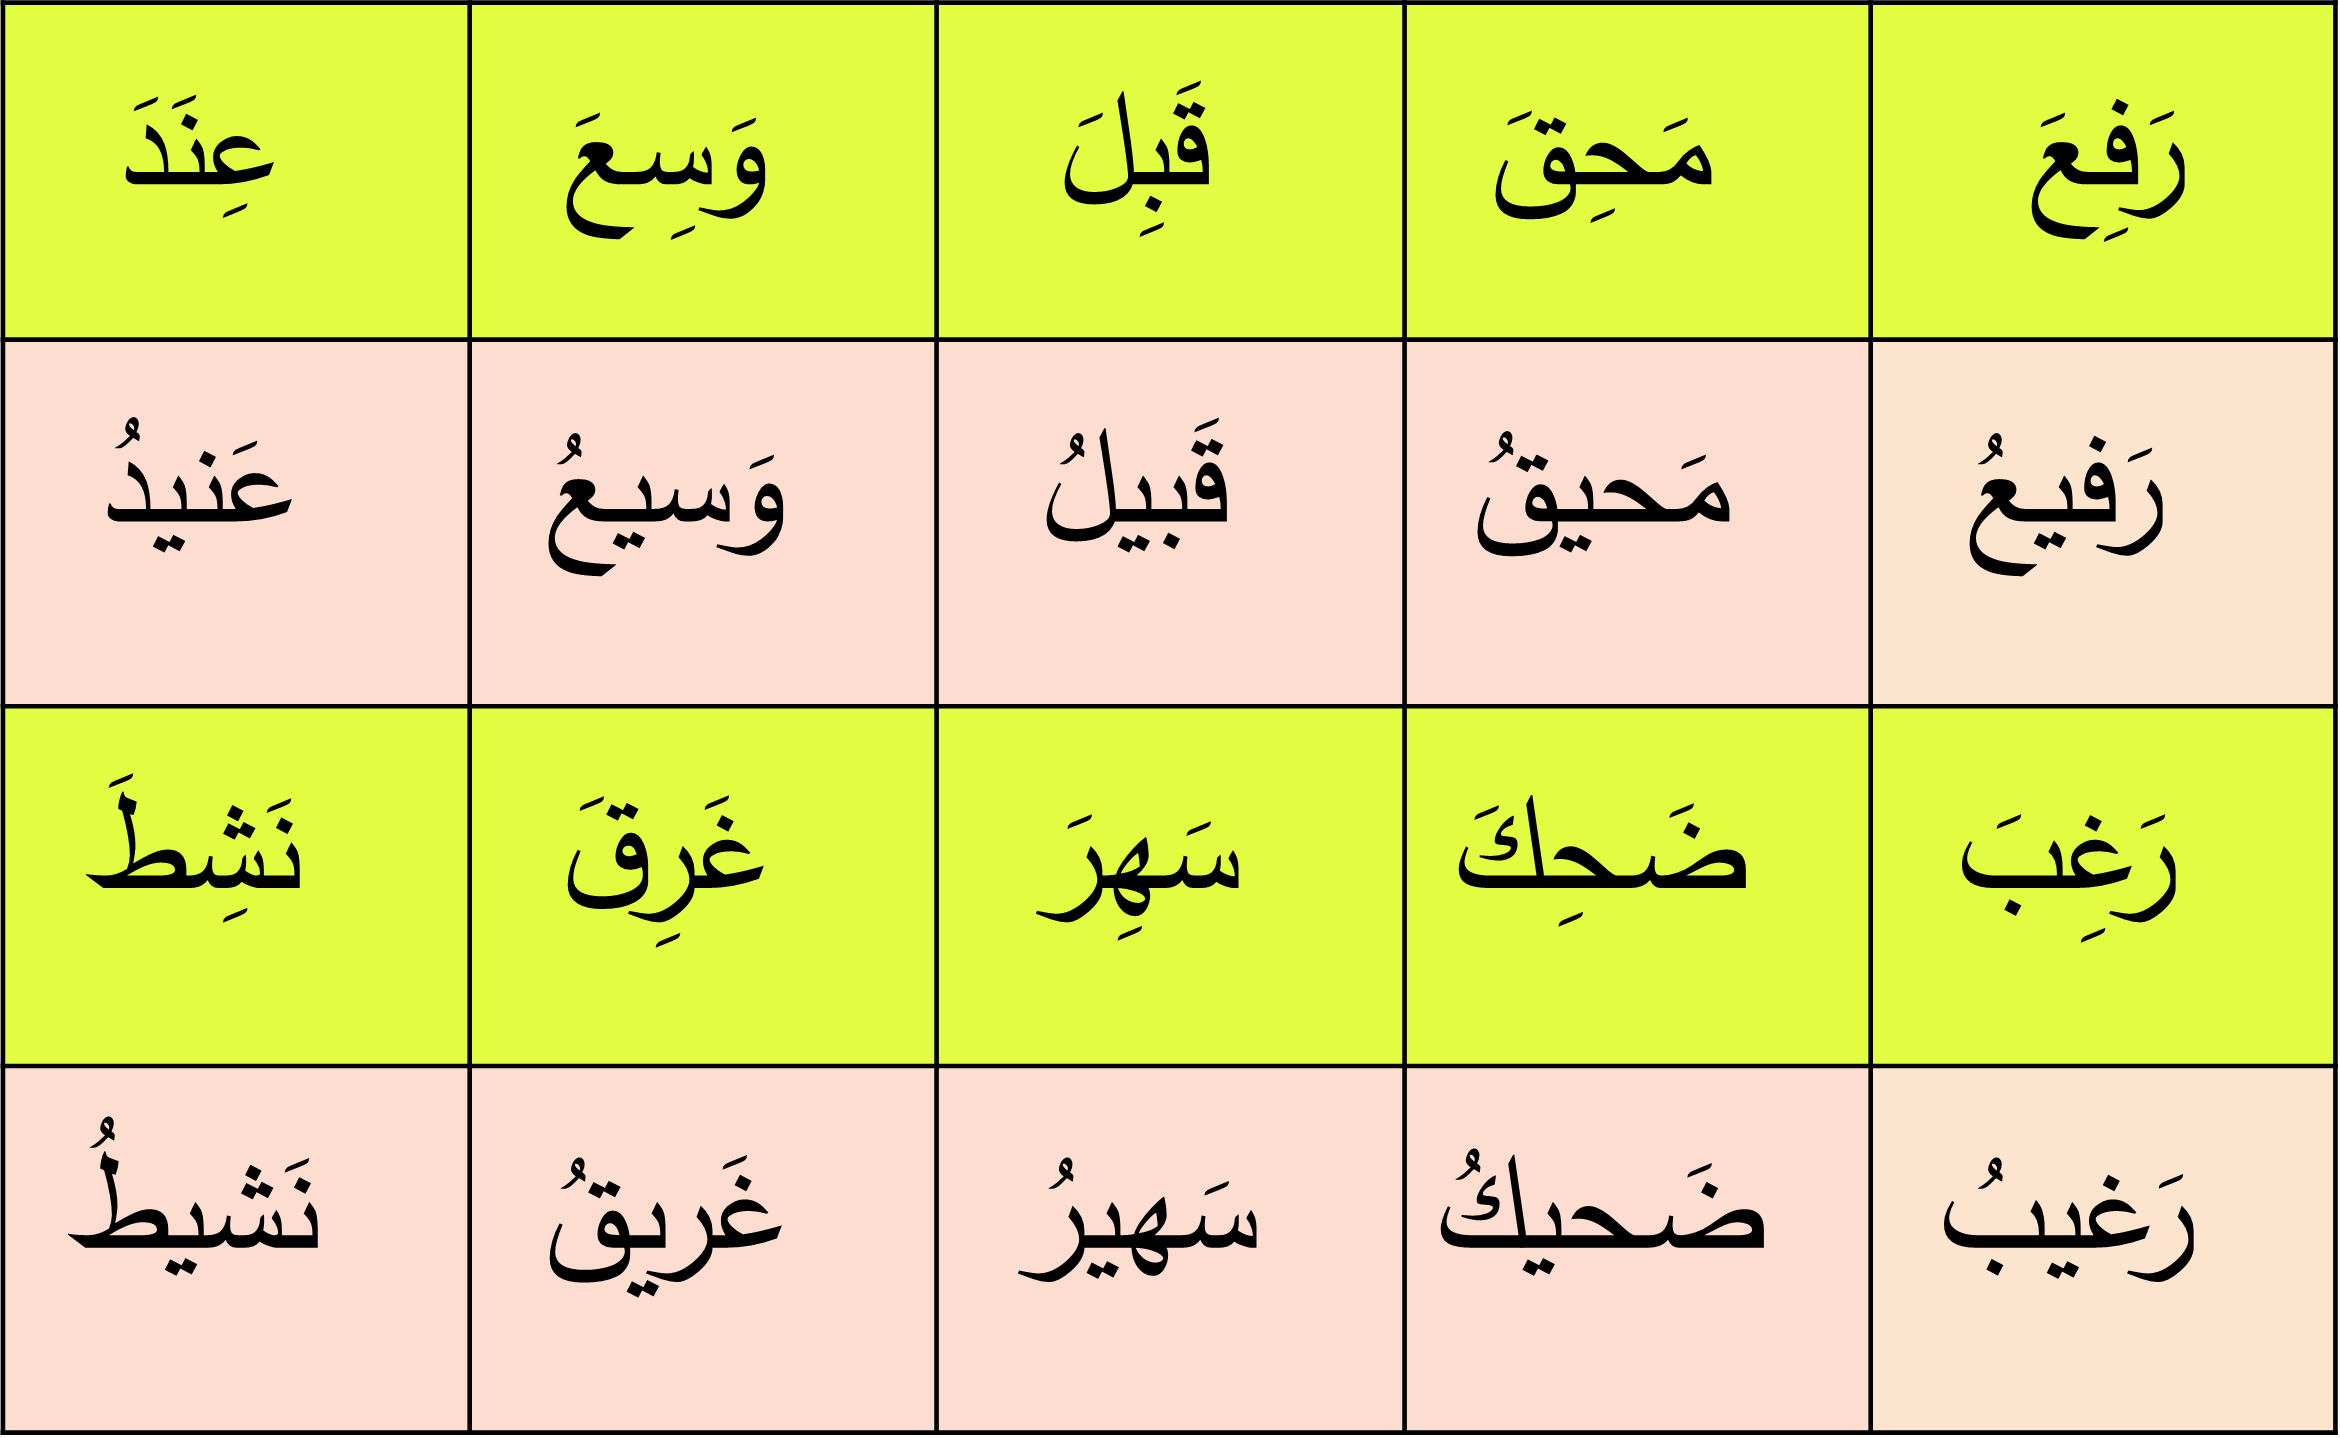 رَفِعَ مَحِقَ قَبِلَ وَسِعَ عِنَدَ
رَفيعُ مَحيقُ قَبيلُ وَسيعُ عَنيدُ
رَغِبَ ضَحِكَ سَهِرَ غَرِقَ نَشِطَ
رَغيبُ ضَحيكُ سَهيرُ غَريقُ نَشيطُ